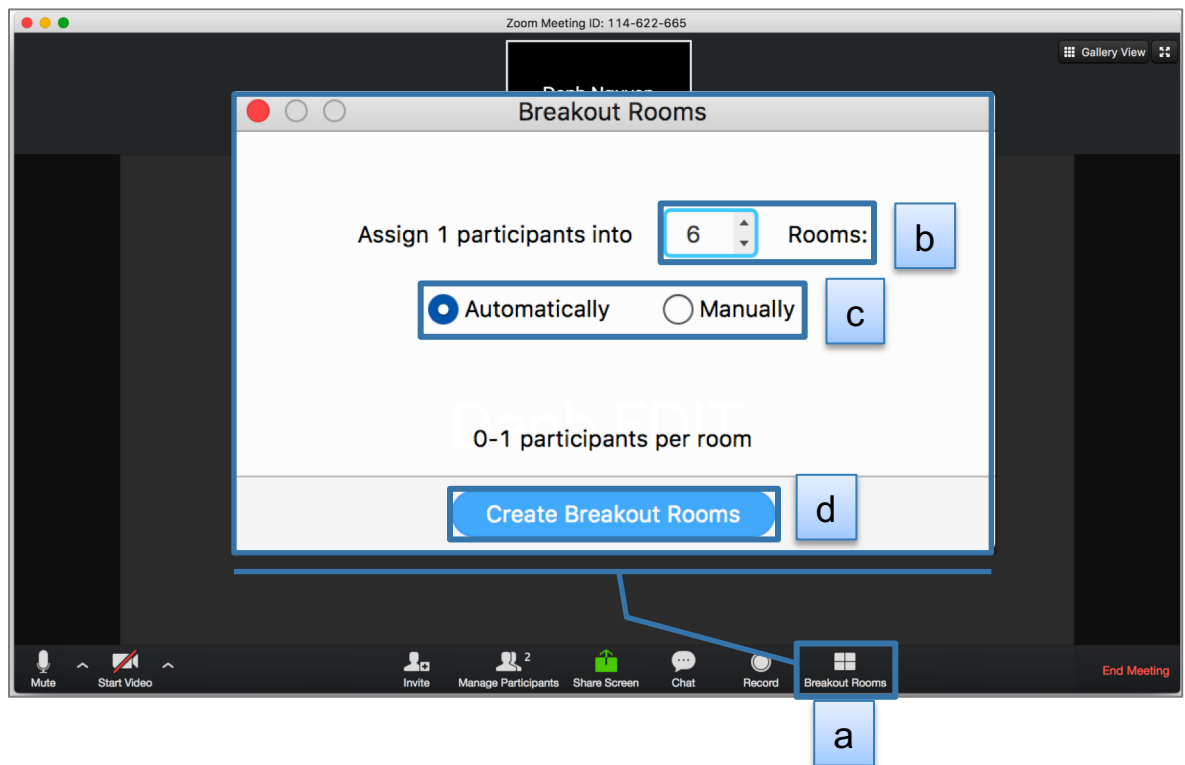 Zoom Meeting ID: 114-622-665
Gallery View
Breakout Rooms
Assign 1 participants into 6 Rooms:
b
Automatically Manually
c
0-1 participants per room
Create Breakout Rooms
d
2
Mute Start Video Invite Manage Participants Share Screen Chat Record Breakout Rooms End Meeting
a